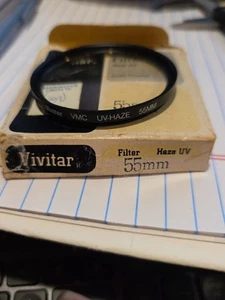 VMC UV-HAZE 55MM
Vivitar
Filter Haze UV
55mm